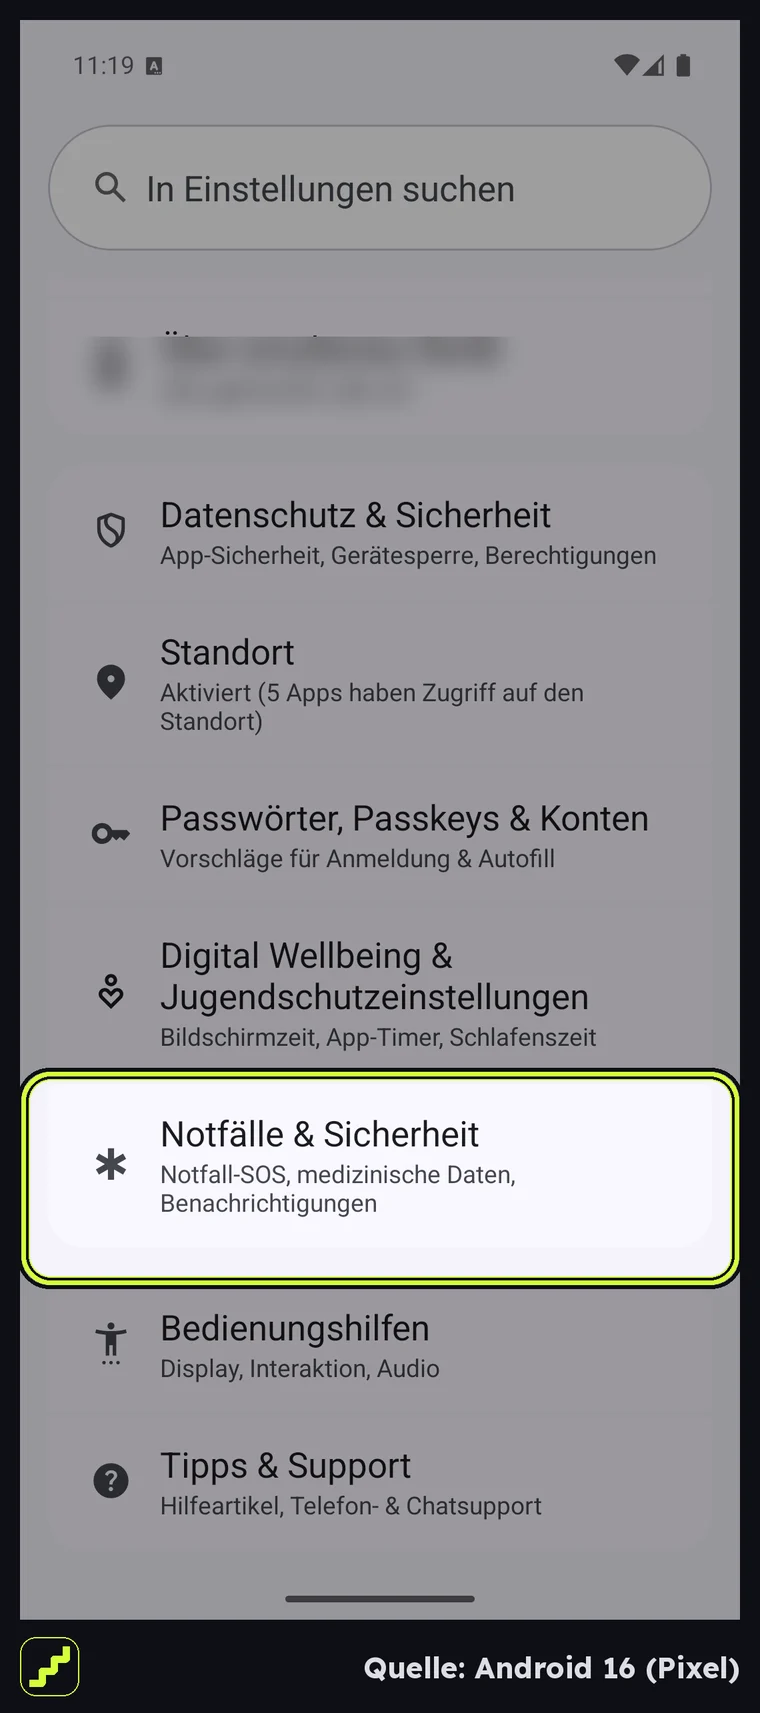 11:19
In Einstellungen suchen
Datenschutz & Sicherheit
App-Sicherheit, Gerätesperre, Berechtigungen
Standort
Aktiviert (5 Apps haben Zugriff auf den
Standort)
Passwörter, Passkeys & Konten
Vorschläge für Anmeldung & Autofill
Digital Wellbeing &
Jugendschutzeinstellungen
Bildschirmzeit, App-Timer, Schlafenszeit
Notfälle & Sicherheit
Notfall-SOS, medizinische Daten,
Benachrichtigungen
Bedienungshilfen
Display, Interaktion, Audio
Tipps & Support
Hilfeartikel, Telefon- & Chatsupport
Quelle: Android 16 (Pixel)